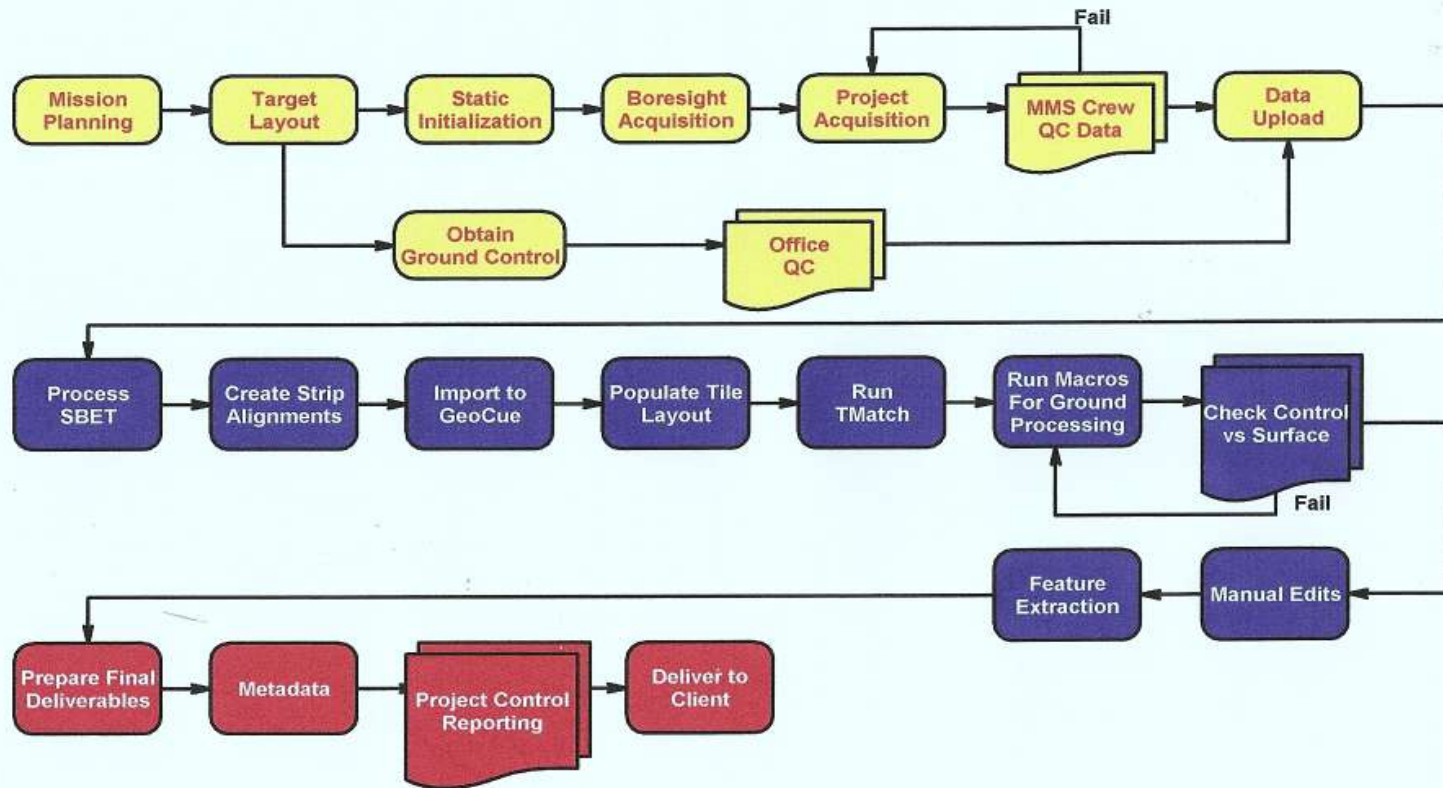 Fail
Mission
Planning
Target
Layout
Static
Initialization
Boresight
Acquisition
Project
Acquisition
MMS Crew
QC Data
Data
Upload
Obtain
Ground Control
Office
QC
Process
SBET
Create Strip
Alignments
Import to
GeoCue
Populate Tile
Layout
Run
TMatch
Run Macros
For Ground
Processing
Check Control
vs Surface
Fail
Feature
Extraction
Manual Edits
Prepare Final
Deliverables
Metadata
Project Control
Reporting
Deliver to
Client